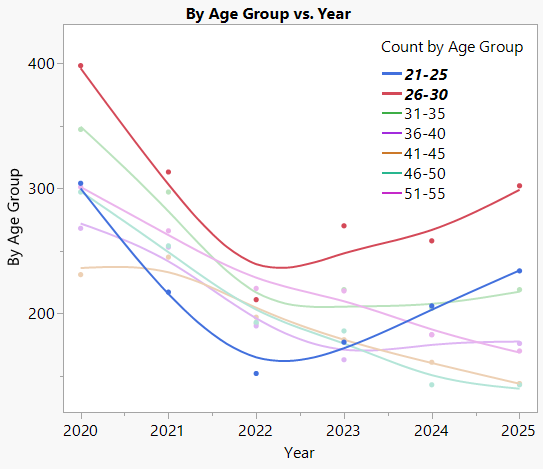 By Age Group vs. Year
Count by Age Group
21-25
26-30
31-35
36-40
41-45
46-50
51-55
By Age Group
400
300
200
2020 2021 2022 2023 2024 2025
Year